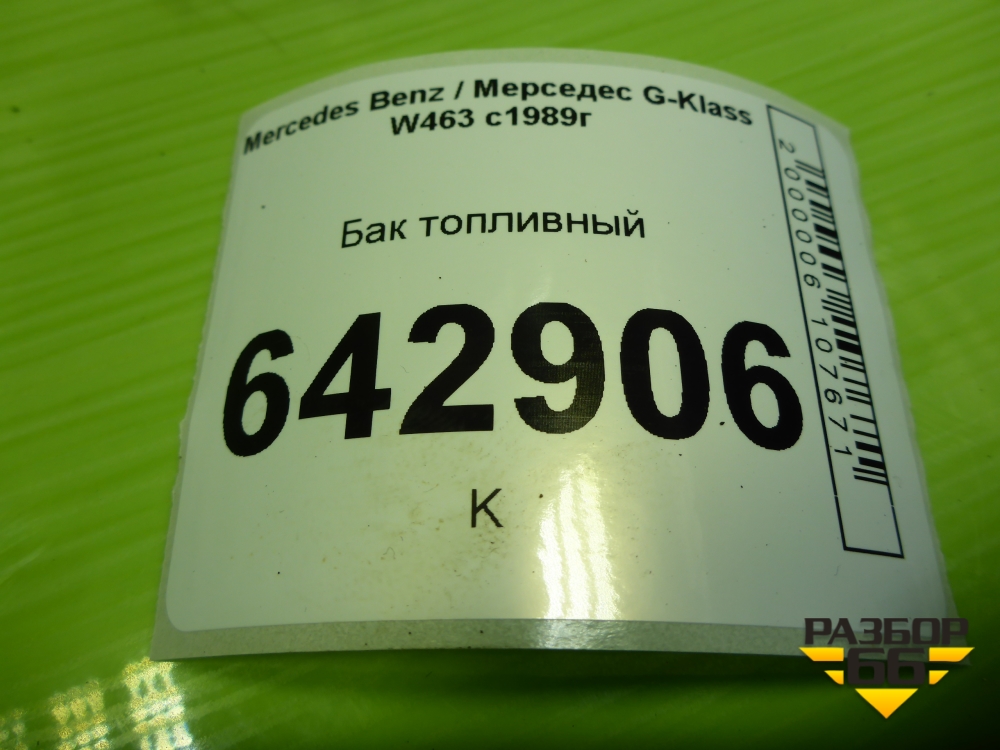 Mercedes Benz / Мерседес G-Klass
W463 с1989г
Бак топливный
642906
К
2000006107671
РАЗБОР
66